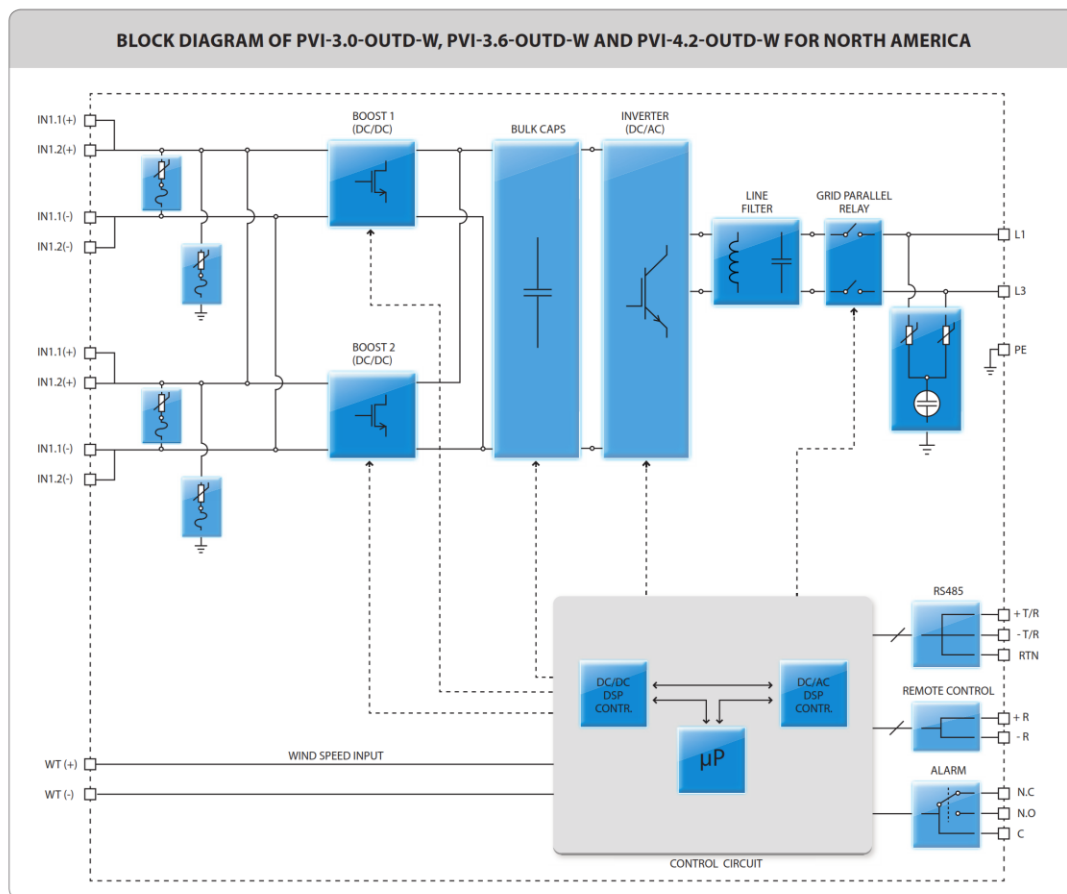 BLOCK DIAGRAM OF PVI-3.0-OUTD-W, PVI-3.6-OUTD-W AND PVI-4.2-OUTD-W FOR NORTH AMERICA
IN1.1(+)
IN1.2(+)
IN1.1(-)
IN1.2(-)
BOOST 1
(DC/DC)
BULK CAPS
INVERTER
(DC/AC)
LINE
FILTER
GRID PARALLEL
RELAY
L1
L3
PE
IN1.1(+)
IN1.2(+)
IN1.1(-)
IN1.2(-)
BOOST 2
(DC/DC)
RS485
+ T/R
- T/R
RTN
DC/DC
DSP
CONTR.
DC/AC
DSP
CONTR.
µP
REMOTE CONTROL
+ R
- R
WIND SPEED INPUT
WT (+)
WT (-)
ALARM
N.C
N.O
C
CONTROL CIRCUIT